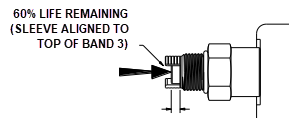 60% LIFE REMAINING
(SLEEVE ALIGNED TO
TOP OF BAND 3)